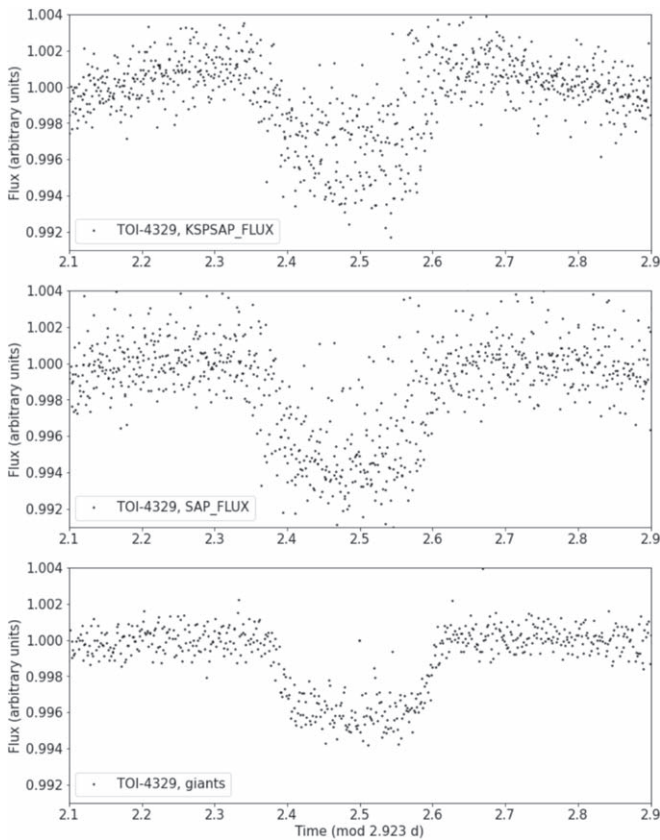 Flux (arbitrary units)
1.004
1.002
1.000
0.998
0.996
0.994
0.992
TOI-4329, KSPSAP_FLUX
2.1 2.2 2.3 2.4 2.5 2.6 2.7 2.8 2.9
Flux (arbitrary units)
1.004
1.002
1.000
0.998
0.996
0.994
0.992
TOI-4329, SAP_FLUX
2.1 2.2 2.3 2.4 2.5 2.6 2.7 2.8 2.9
Flux (arbitrary units)
1.004
1.002
1.000
0.998
0.996
0.994
0.992
TOI-4329, giants
2.1 2.2 2.3 2.4 2.5 2.6 2.7 2.8 2.9
Time (mod 2.923 d)